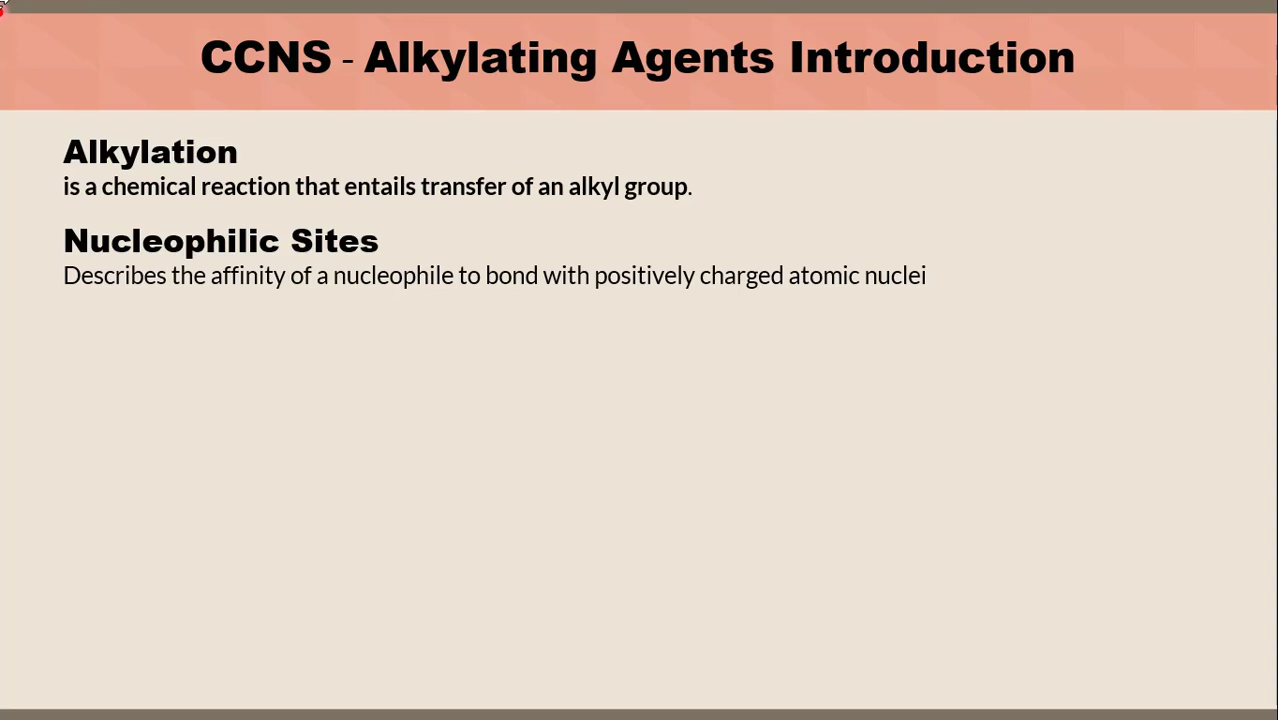 CCNS - Alkylating Agents Introduction
Alkylation
is a chemical reaction that entails transfer of an alkyl group.
Nucleophilic Sites
Describes the affinity of a nucleophile to bond with positively charged atomic nuclei